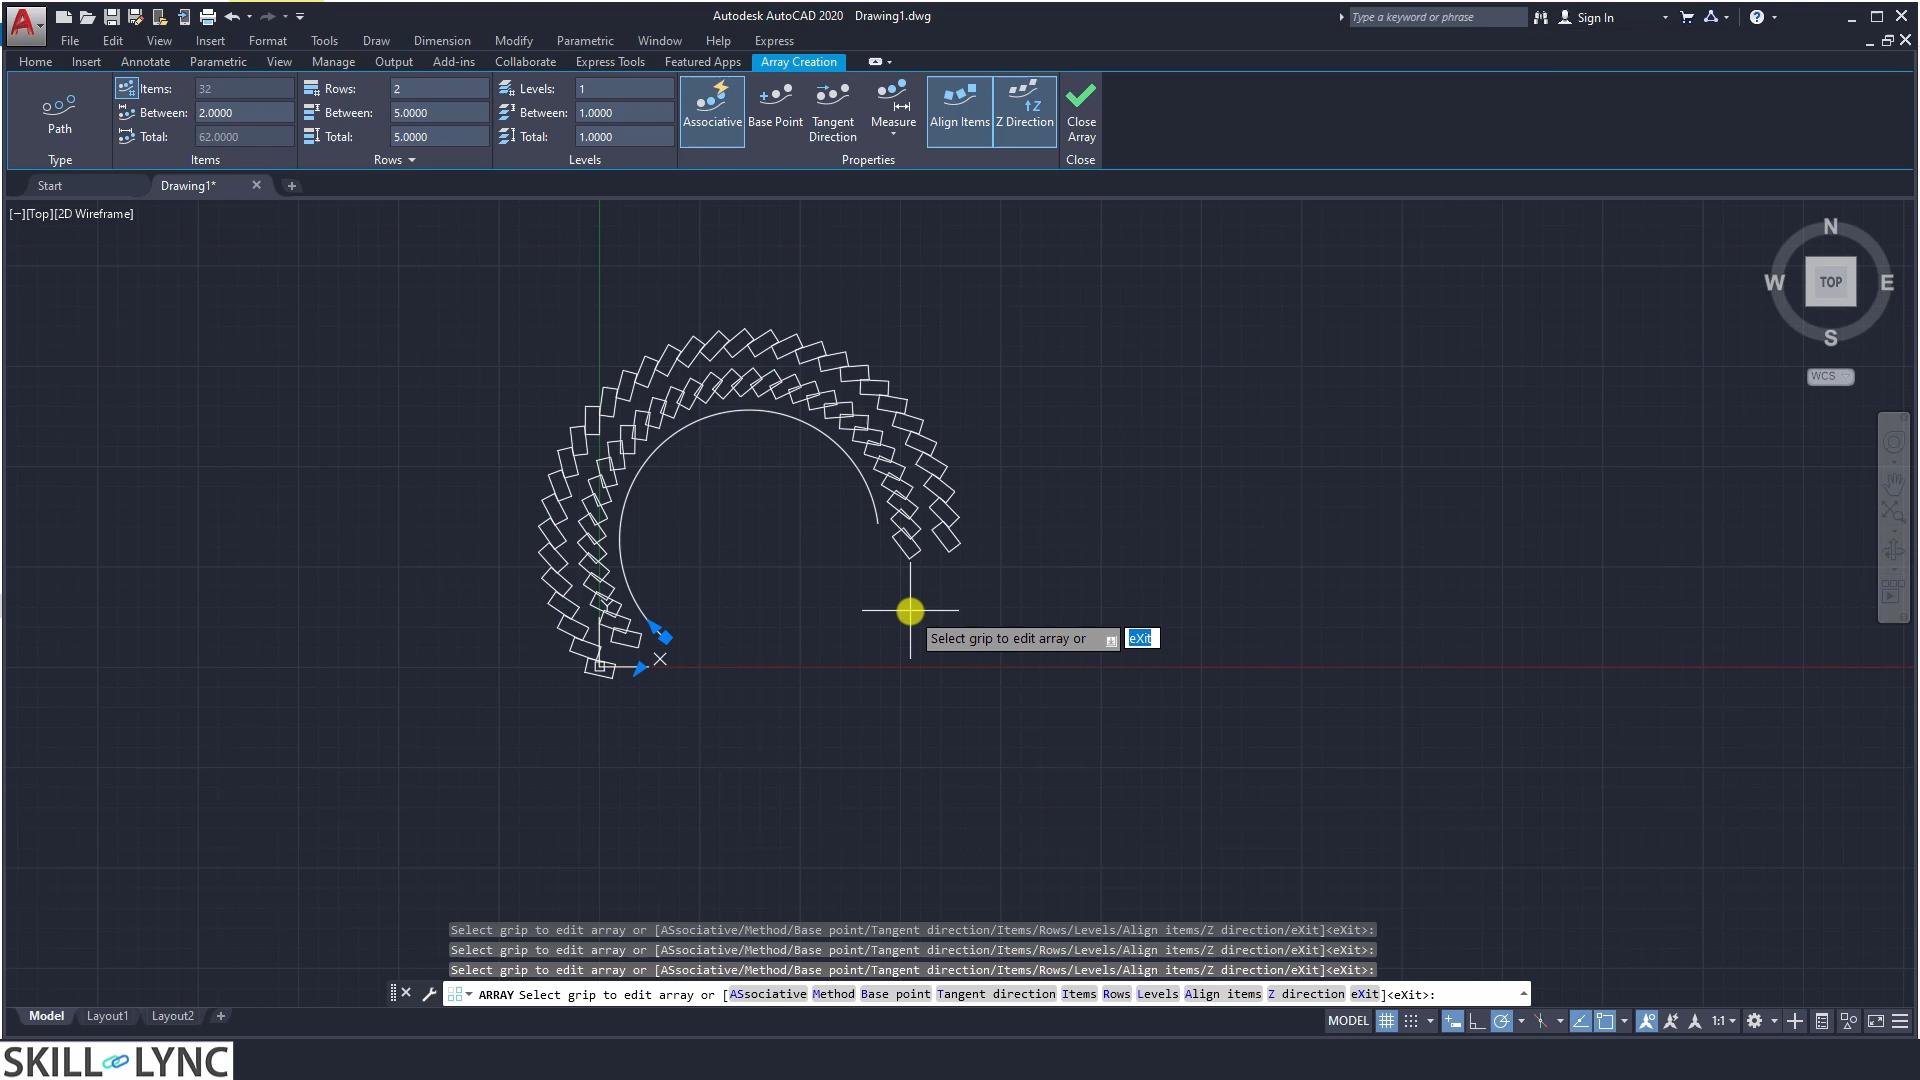 Autodesk AutoCAD 2020 Drawing1.dwg
Type a keyword or phrase
Sign In
File Edit View Insert Format Tools Draw Dimension Modify Parametric Window Help Express
Home Insert Annotate Parametric View Manage Output Add-ins Collaborate Express Tools Featured Apps Array Creation
Path
Type
Items: 32
Between: 2.0000
Total: 62.0000
Items
Rows: 2
Between: 5.0000
Total: 5.0000
Rows
Levels: 1
Between: 1.0000
Total: 1.0000
Levels
Associative
Base Point
Tangent
Direction
Measure
Align Items
Z Direction
Properties
Close
Array
Close
Start
Drawing1*
[−][Top][2D Wireframe]
N
W
TOP
E
S
WCS
Select grip to edit array or
eXit
Select grip to edit array or [ASsociative/Method/Base point/Tangent direction/Items/Rows/Levels/Align items/Z direction/eXit]<eXit>:
Select grip to edit array or [ASsociative/Method/Base point/Tangent direction/Items/Rows/Levels/Align items/Z direction/eXit]<eXit>:
Select grip to edit array or [ASsociative/Method/Base point/Tangent direction/Items/Rows/Levels/Align items/Z direction/eXit]<eXit>:
ARRAY Select grip to edit array or [ASsociative Method Base point Tangent direction Items Rows Levels Align items Z direction eXit]<eXit>:
Model Layout1 Layout2
MODEL
1:1
SKILL LYNC